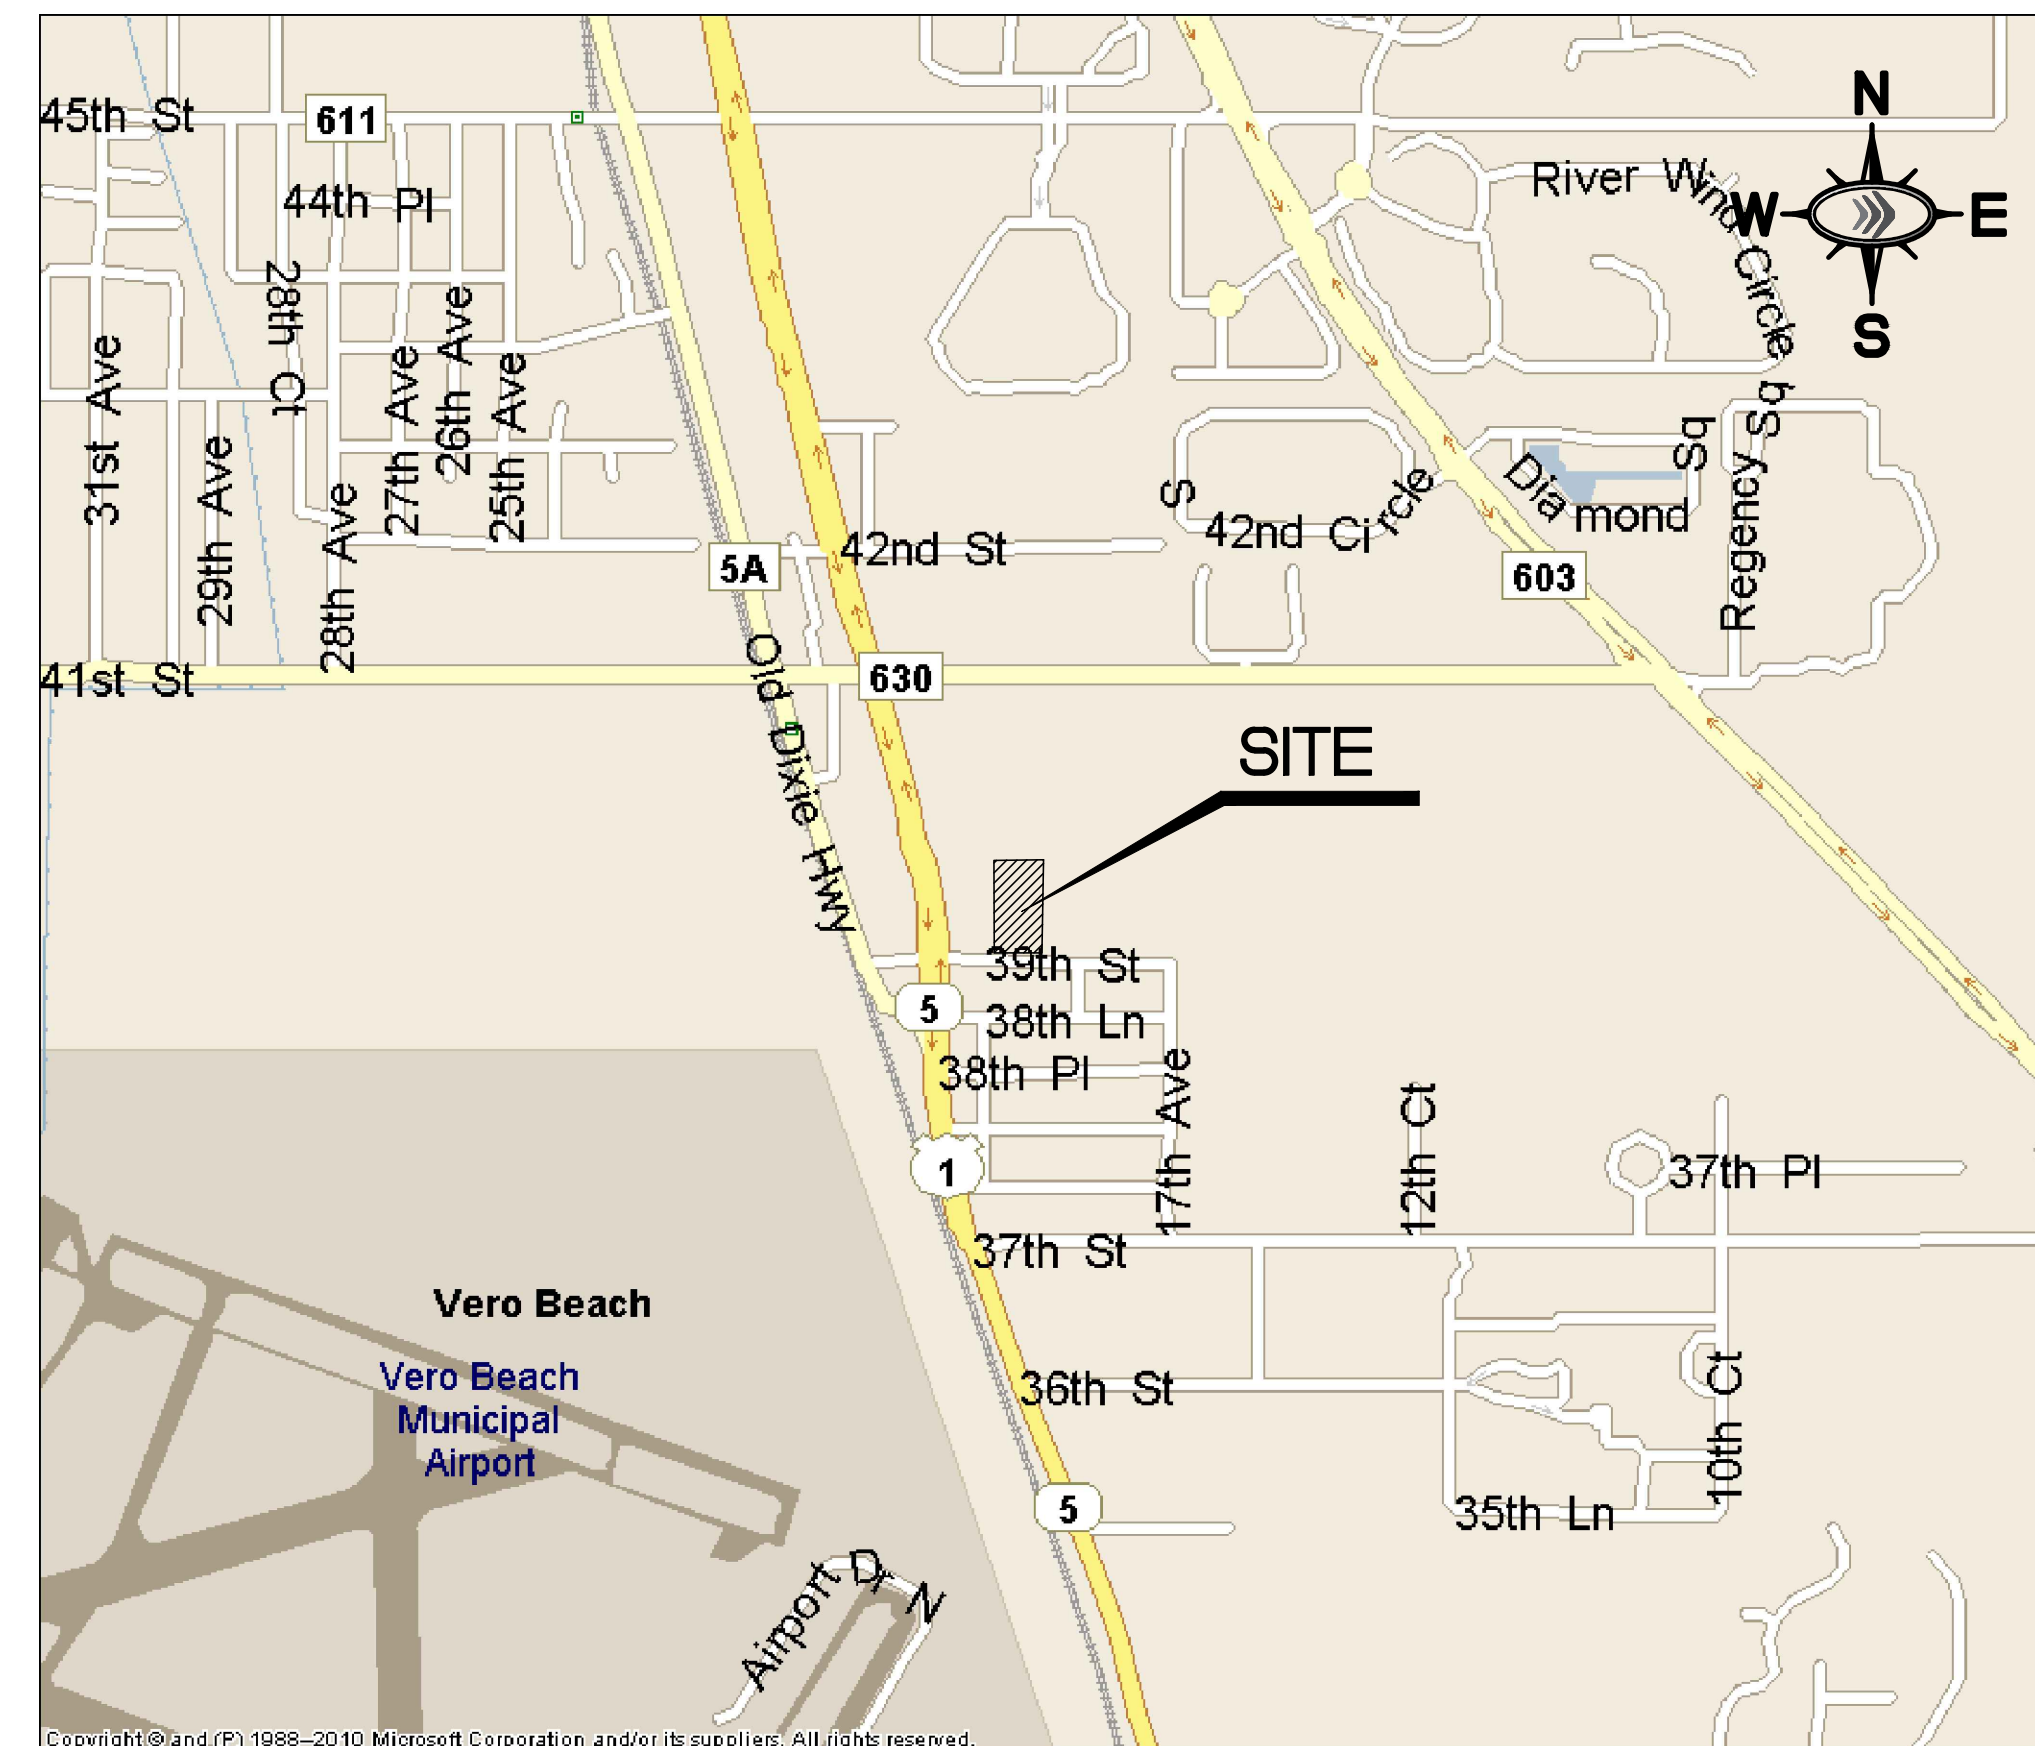 N
45th St
611
River Wind Circle
W
E
44th Pl
S
28th Ct
31st Ave
29th Ave
28th Ave
27th Ave
26th Ave
25th Ave
S 42nd Circle
Diamond Sq
Regency Sq
5A
42nd St
603
41st St
630
Old Dixie Hwy
SITE
39th St
5
38th Ln
38th Pl
17th Ave
12th Ct
1
37th Pl
37th St
Vero Beach
Vero Beach
Municipal
Airport
36th St
10th Ct
5
35th Ln
Airport Dr N
Copyright © and (P) 1988–2010 Microsoft Corporation and/or its suppliers. All rights reserved.